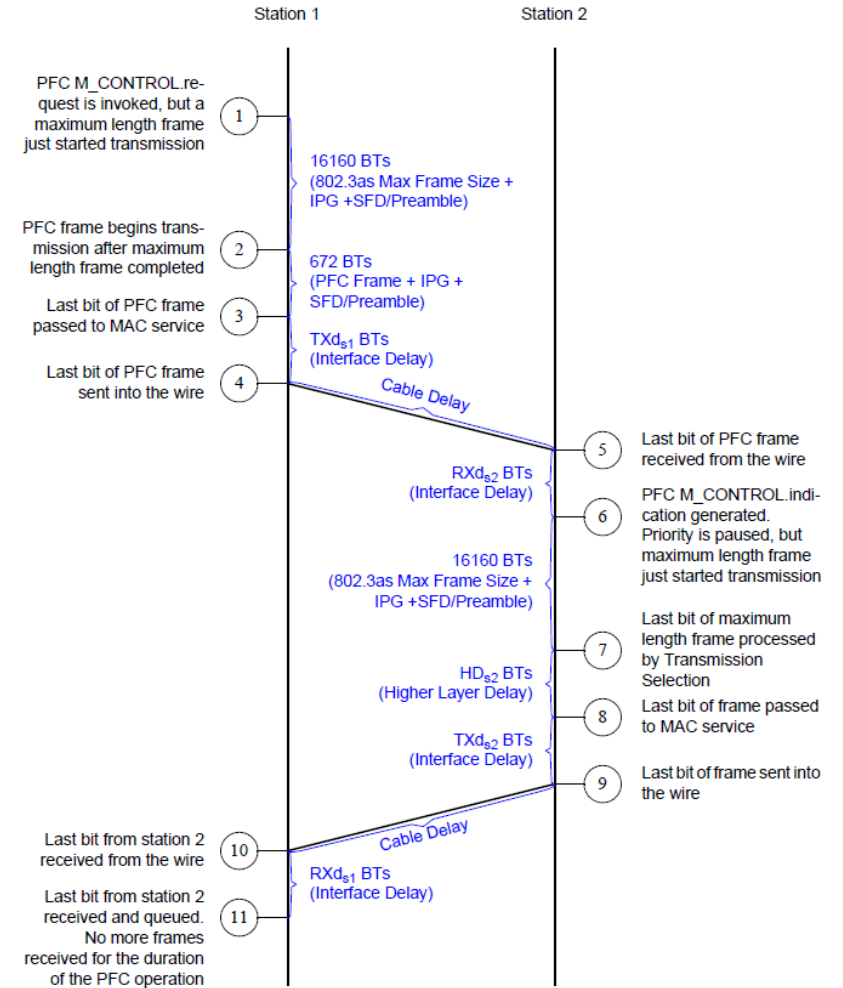 Station 1
Station 2
PFC M_CONTROL.re-
quest is invoked, but a
maximum length frame
just started transmission
1
16160 BTs
(802.3as Max Frame Size +
IPG +SFD/Preamble)
PFC frame begins trans-
mission after maximum
length frame completed
2
672 BTs
(PFC Frame + IPG +
SFD/Preamble)
Last bit of PFC frame
passed to MAC service
3
TXds1 BTs
(Interface Delay)
Last bit of PFC frame
sent into the wire
4
Cable Delay
5
Last bit of PFC frame
received from the wire
RXds2 BTs
(Interface Delay)
6
PFC M_CONTROL.indi-
cation generated.
Priority is paused, but
maximum length frame
just started transmission
16160 BTs
(802.3as Max Frame Size +
IPG +SFD/Preamble)
7
Last bit of maximum
length frame processed
by Transmission
Selection
HDs2 BTs
(Higher Layer Delay)
8
Last bit of frame passed
to MAC service
TXds2 BTs
(Interface Delay)
9
Last bit of frame sent into
the wire
Cable Delay
Last bit from station 2
received from the wire
10
RXds1 BTs
(Interface Delay)
Last bit from station 2
received and queued.
No more frames
received for the duration
of the PFC operation
11